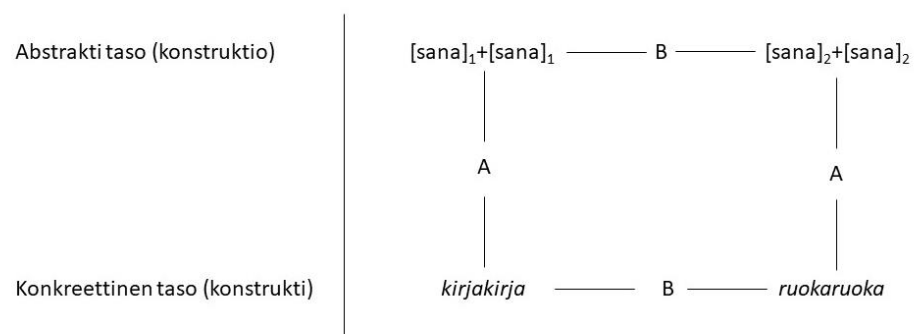 Abstrakti taso (konstruktio) [sana]₁+[sana]₁ B [sana]₂+[sana]₂
A A
Konkreettinen taso (konstrukti) kirjakirja B ruokaruoka